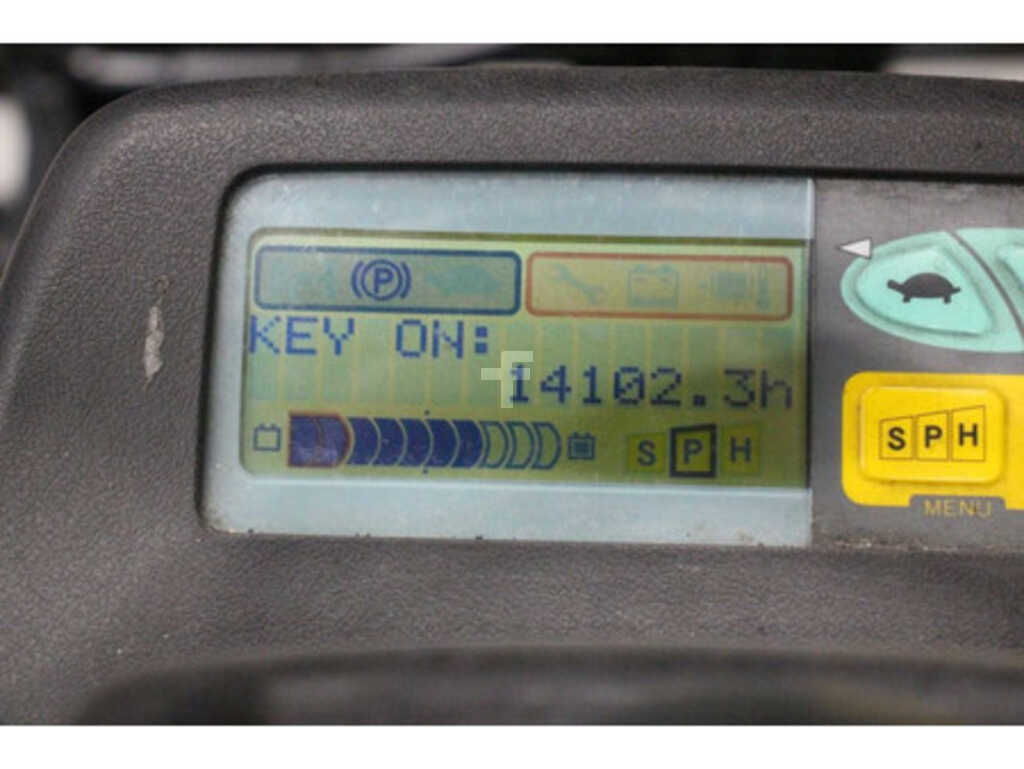 (P)
KEY ON:
14102.3h
S P H
S P H
MENU